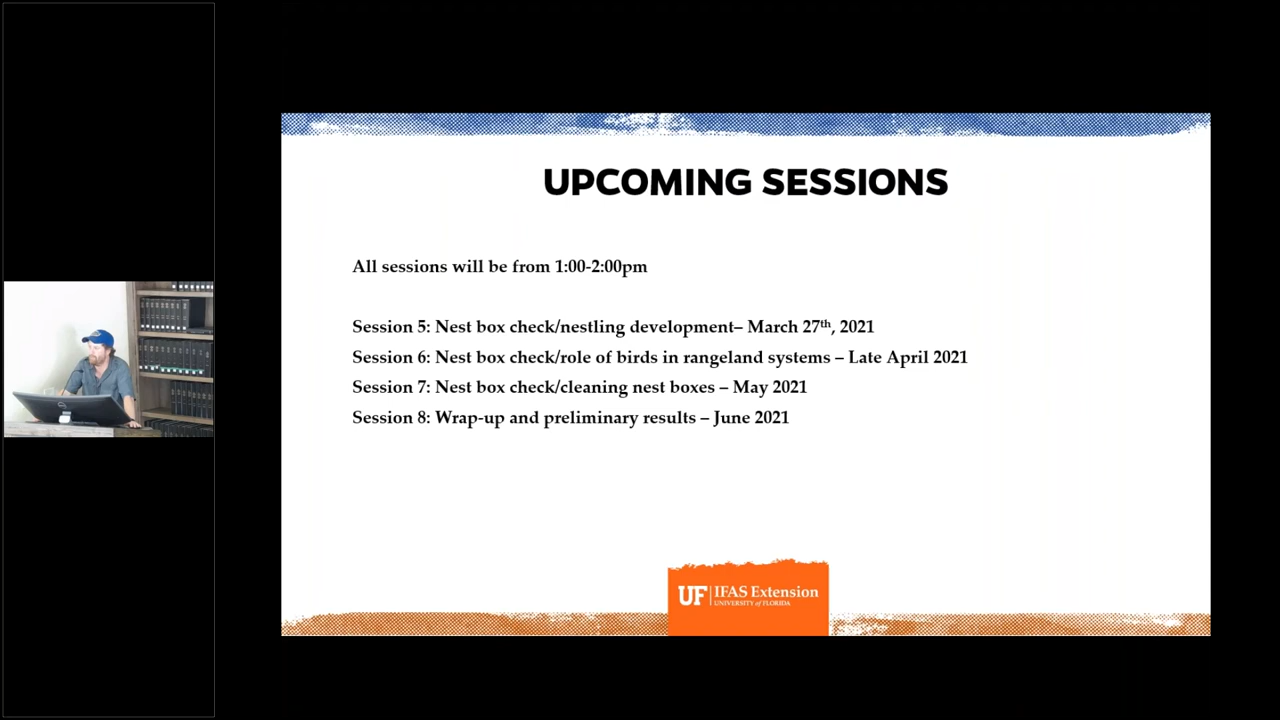 UPCOMING SESSIONS
All sessions will be from 1:00-2:00pm
Session 5: Nest box check/nestling development– March 27th, 2021
Session 6: Nest box check/role of birds in rangeland systems – Late April 2021
Session 7: Nest box check/cleaning nest boxes – May 2021
Session 8: Wrap-up and preliminary results – June 2021
UF | IFAS Extension
UNIVERSITY of FLORIDA